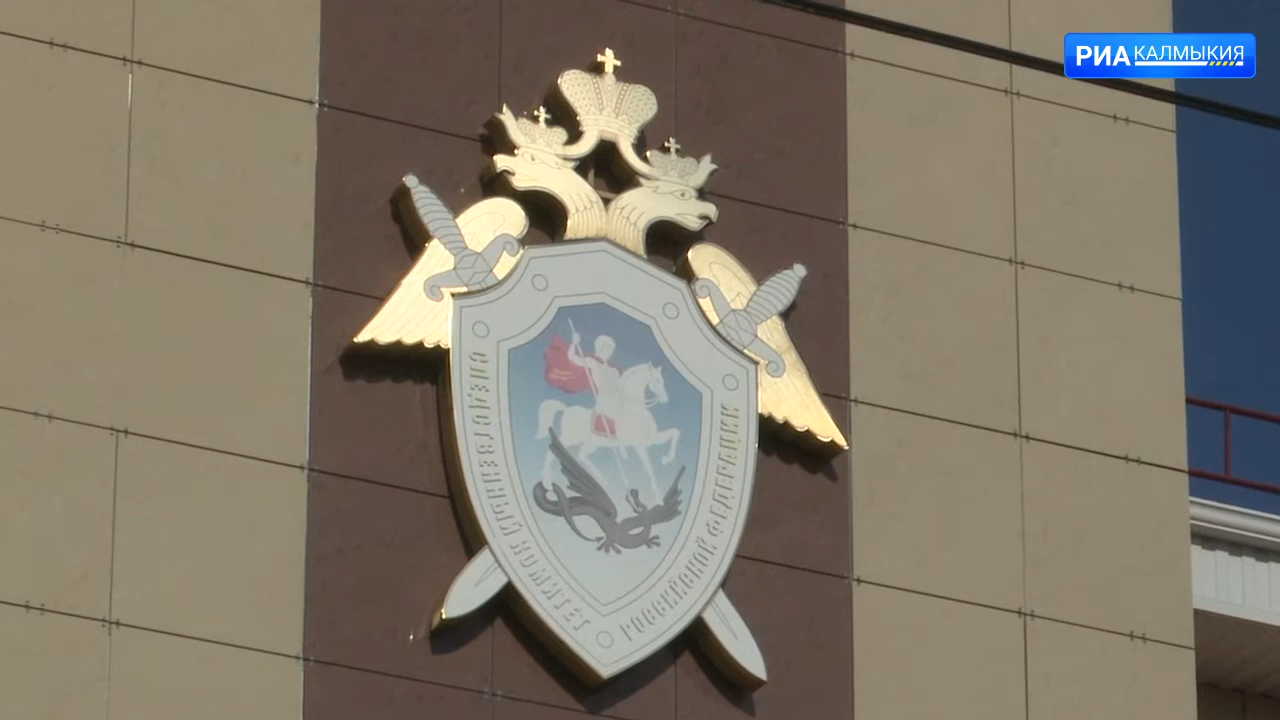 РИА КАЛМЫКИЯ
СЛЕДСТВЕННЫЙ КОМИТЕТ
РОССИЙСКОЙ ФЕДЕРАЦИИ